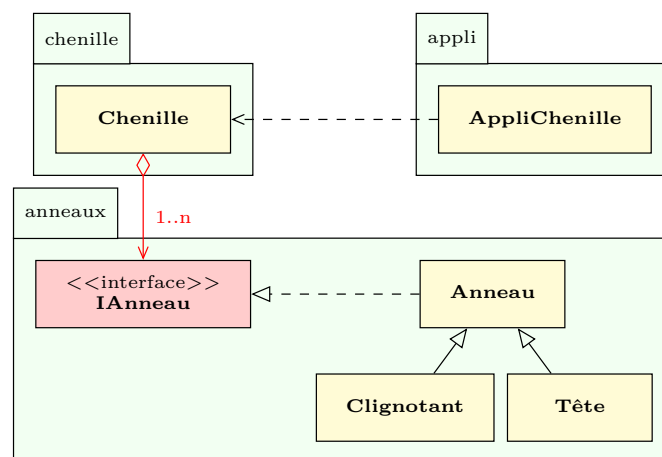 chenille
appli
Chenille
AppliChenille
1..n
anneaux
<<interface>>
IAnneau
Anneau
Clignotant
Tête